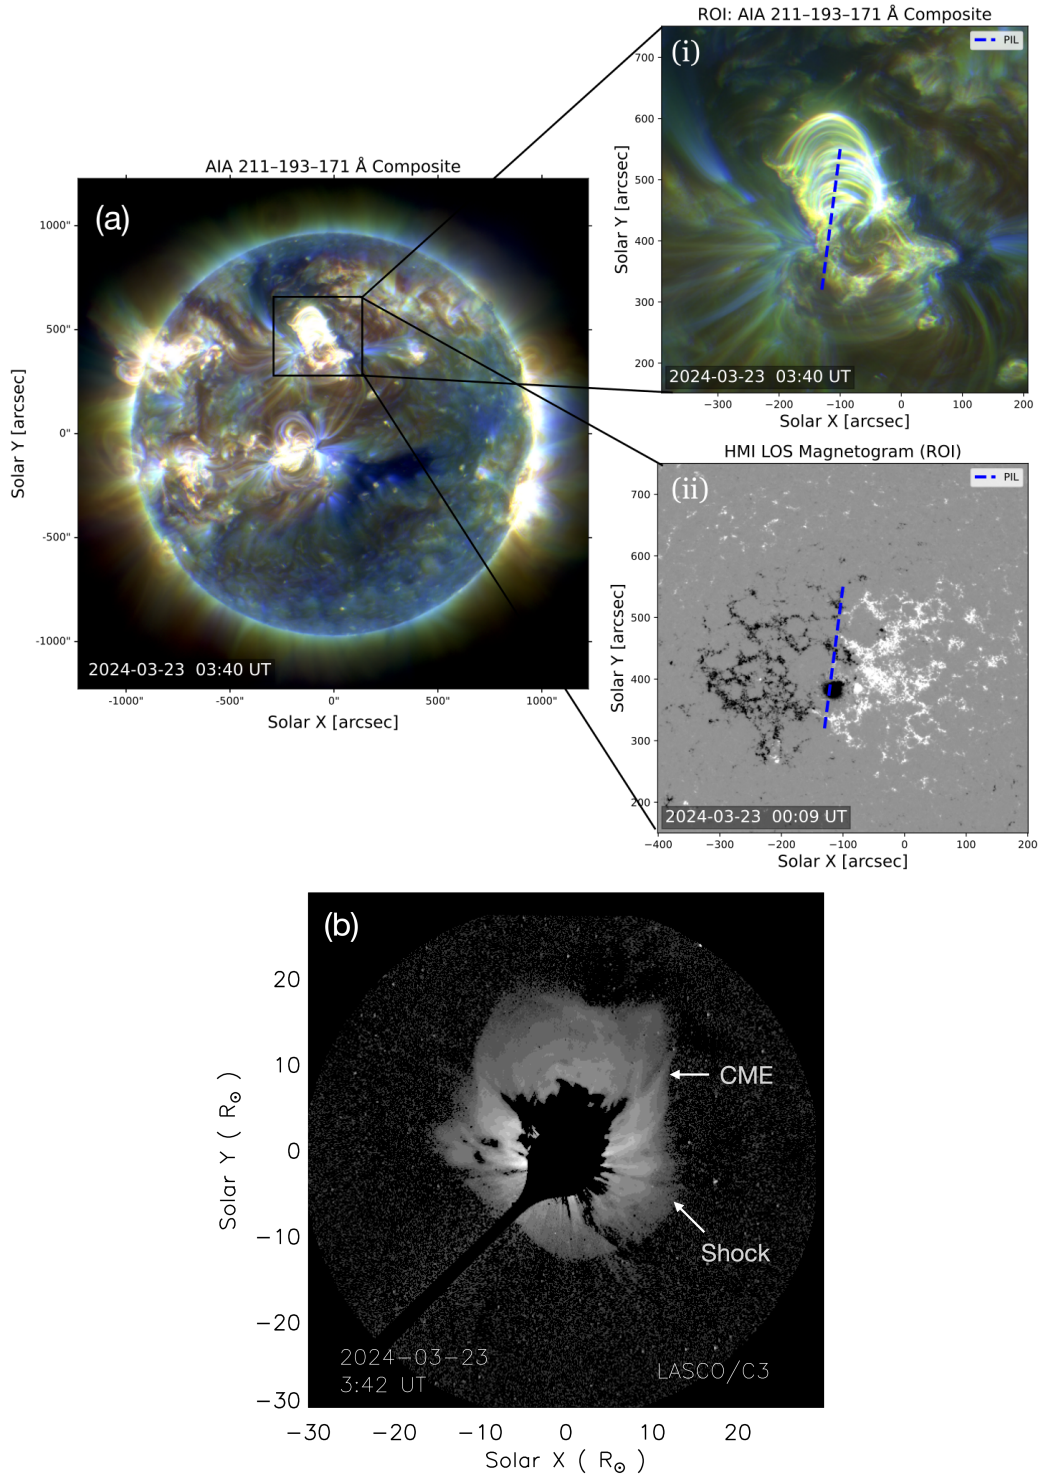 AIA 211–193–171 Å Composite
(a)
1000"
500"
0"
-500"
-1000"
Solar Y [arcsec]
2024-03-23 03:40 UT
-1000"
-500"
0"
500"
1000"
Solar X [arcsec]
ROI: AIA 211–193–171 Å Composite
(i)
PIL
700
600
500
400
300
200
Solar Y [arcsec]
2024-03-23 03:40 UT
−300
−200
−100
0
100
200
Solar X [arcsec]
HMI LOS Magnetogram (ROI)
(ii)
PIL
700
600
500
400
300
200
Solar Y [arcsec]
2024-03-23 00:09 UT
−400
−300
−200
−100
0
100
200
Solar X [arcsec]
(b)
20
10
0
−10
−20
−30
Solar Y ( R⊙ )
CME
Shock
2024−03−23
3:42 UT
LASCO/C3
−30
−20
−10
0
10
20
Solar X ( R⊙ )